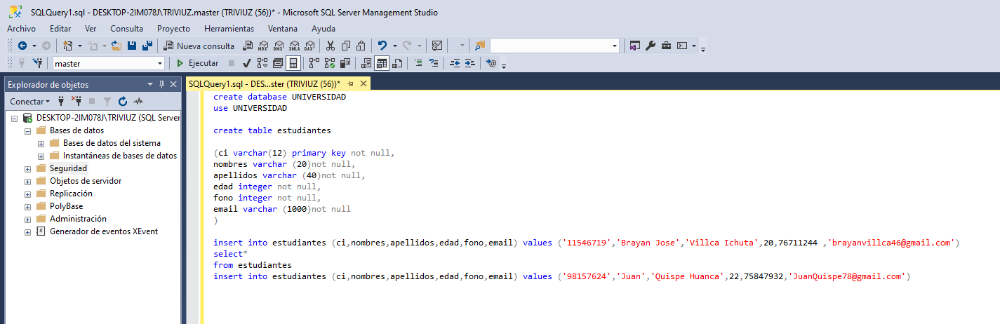 SQLQuery1.sql - DESKTOP-2IM078J\TRIVIUZ.master (TRIVIUZ (56))* - Microsoft SQL Server Management Studio
Archivo Editar Ver Consulta Proyecto Herramientas Ventana Ayuda
Nueva consulta MDX DMX XMLA DAX
master Ejecutar
Explorador de objetos
Conectar
DESKTOP-2IM078J\TRIVIUZ (SQL Server
Bases de datos
Bases de datos del sistema
Instantáneas de bases de datos
Seguridad
Objetos de servidor
Replicación
PolyBase
Administración
Generador de eventos XEvent
SQLQuery1.sql - DES...ster (TRIVIUZ (56))*
create database UNIVERSIDAD
use UNIVERSIDAD
create table estudiantes
(ci varchar(12) primary key not null,
nombres varchar (20)not null,
apellidos varchar (40)not null,
edad integer not null,
fono integer not null,
email varchar (1000)not null
)
insert into estudiantes (ci,nombres,apellidos,edad,fono,email) values ('11546719','Brayan Jose','Villca Ichuta',20,76711244 ,'brayanvillca46@gmail.com')
select*
from estudiantes
insert into estudiantes (ci,nombres,apellidos,edad,fono,email) values ('98157624','Juan','Quispe Huanca',22,75847932,'JuanQuispe78@gmail.com')